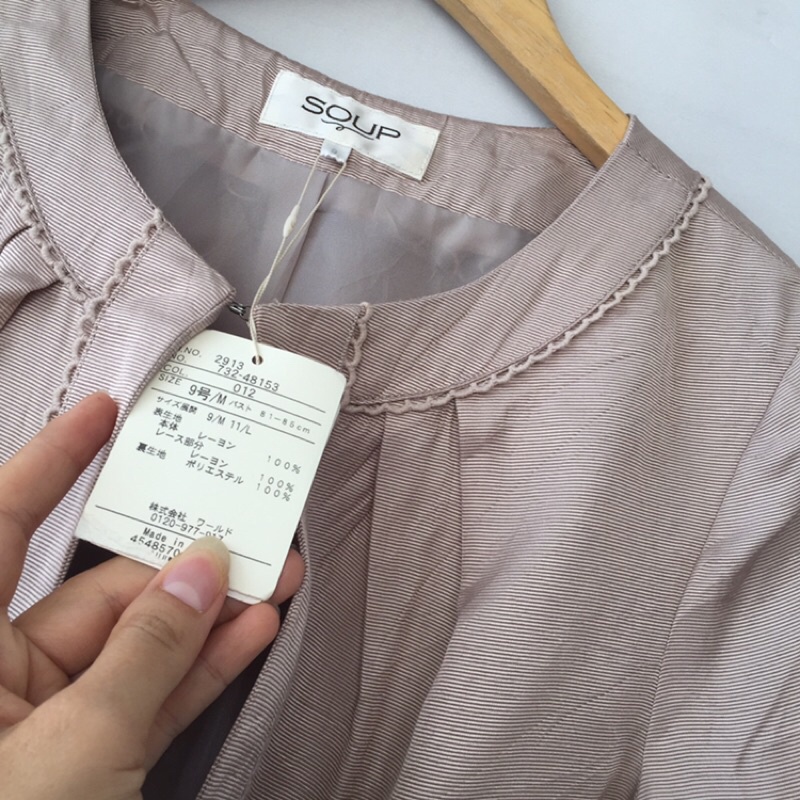 SOUP
NO. 2913
NO. 732-48153
COL. 012
SIZE 9号/M バスト 81-85cm
サイズ展開 9/M 11/L
表生地
本体 レーヨン 100%
レース部分
レーヨン 100%
裏生地 ポリエステル 100%
株式会社 ワールド
0120-977-
Made in
4548570